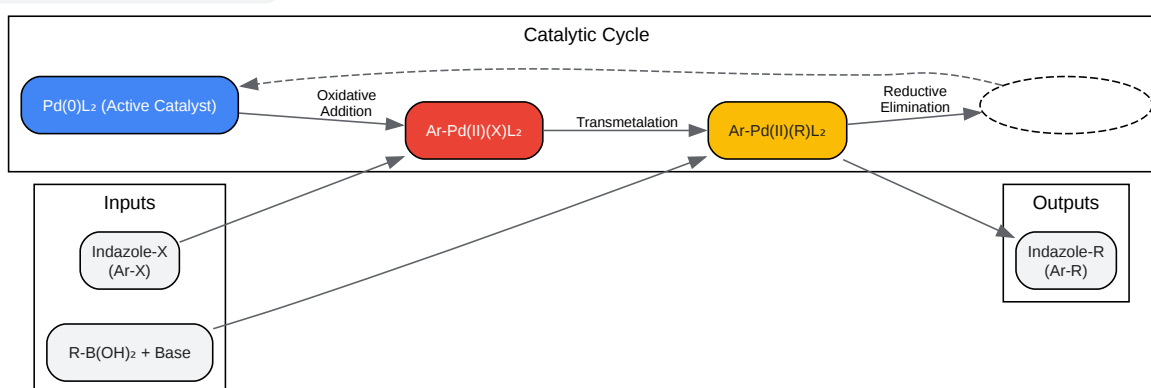 Catalytic Cycle
Pd(0)L₂ (Active Catalyst)
Oxidative
Addition
Ar-Pd(II)(X)L₂
Transmetalation
Ar-Pd(II)(R)L₂
Reductive
Elimination
Inputs
Indazole-X
(Ar-X)
R-B(OH)₂ + Base
Outputs
Indazole-R
(Ar-R)